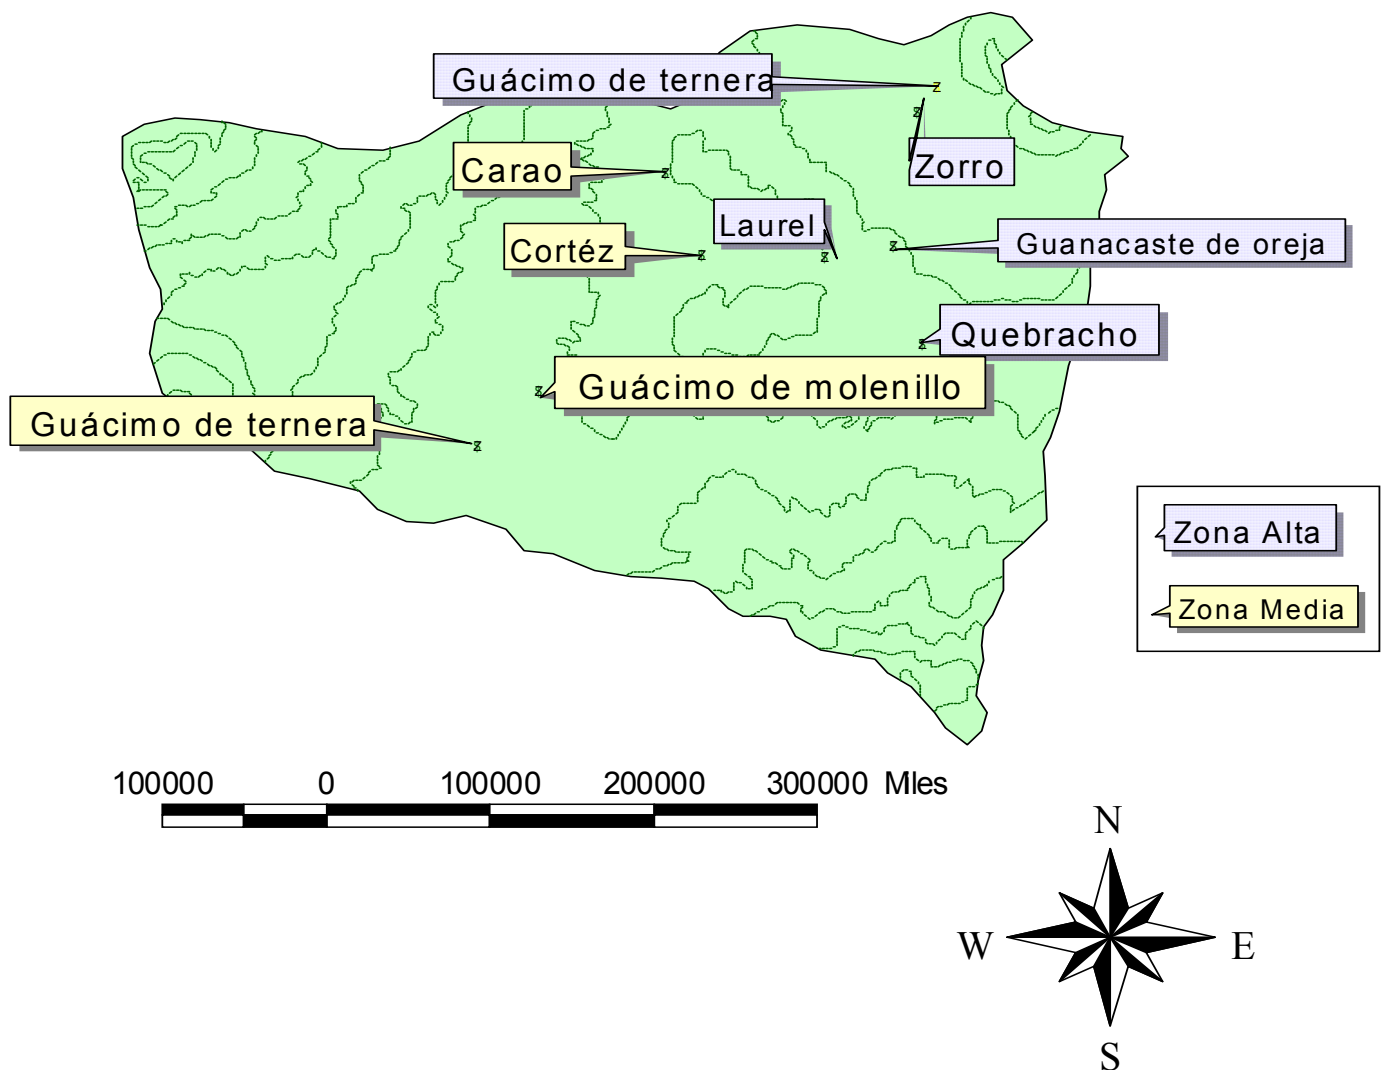 Guácimo de ternera
Zorro
Carao
Laurel
Cortéz
Guanacaste de oreja
Quebracho
Guácimo de molenillo
Guácimo de ternera
Zona Alta
Zona Media
100000 0 100000 200000 300000 Miles
N
W E
S